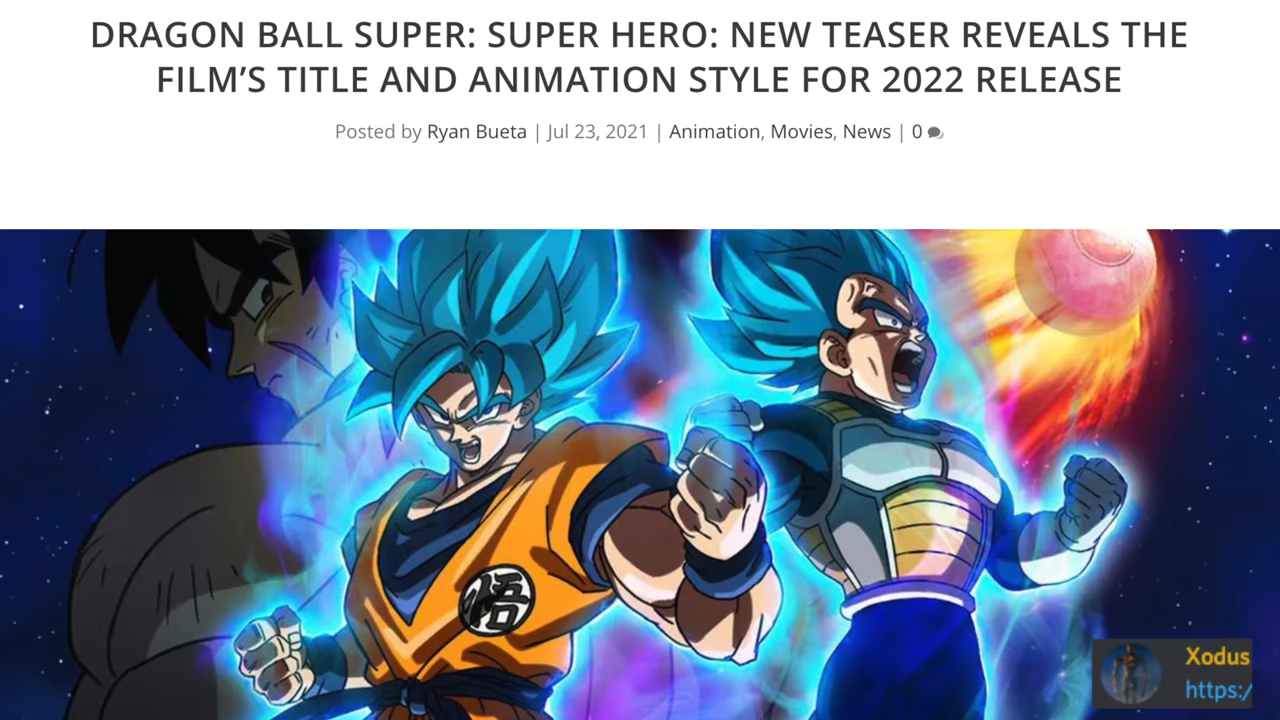 DRAGON BALL SUPER: SUPER HERO: NEW TEASER REVEALS THE
FILM’S TITLE AND ANIMATION STYLE FOR 2022 RELEASE
Posted by Ryan Bueta | Jul 23, 2021 | Animation, Movies, News | 0
悟
Xodus
https:/